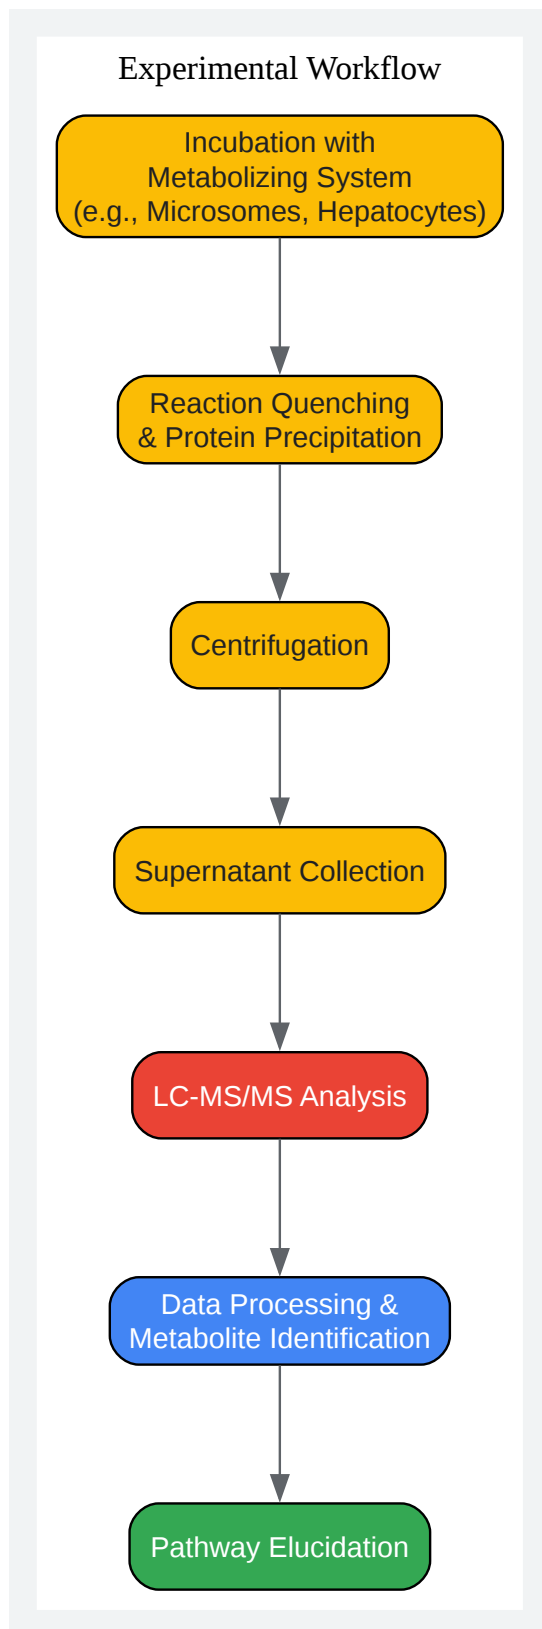 Experimental Workflow
Incubation with
Metabolizing System
(e.g., Microsomes, Hepatocytes)
Reaction Quenching
& Protein Precipitation
Centrifugation
Supernatant Collection
LC-MS/MS Analysis
Data Processing &
Metabolite Identification
Pathway Elucidation